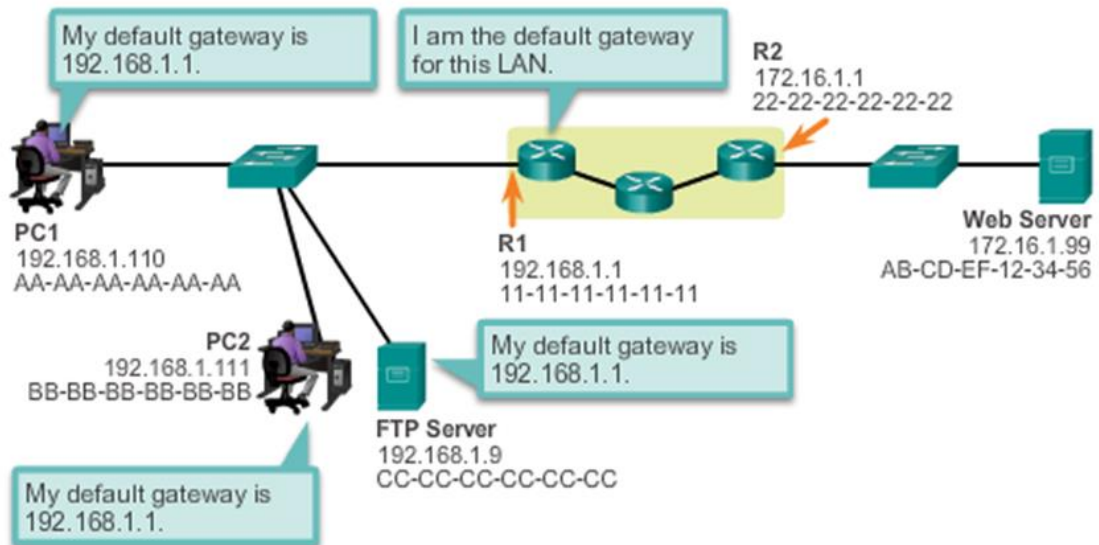 My default gateway is
192.168.1.1.
I am the default gateway
for this LAN.
R2
172.16.1.1
22-22-22-22-22-22
PC1
192.168.1.110
AA-AA-AA-AA-AA-AA
R1
192.168.1.1
11-11-11-11-11-11
Web Server
172.16.1.99
AB-CD-EF-12-34-56
PC2
192.168.1.111
BB-BB-BB-BB-BB-BB
My default gateway is
192.168.1.1.
FTP Server
192.168.1.9
CC-CC-CC-CC-CC-CC
My default gateway is
192.168.1.1.